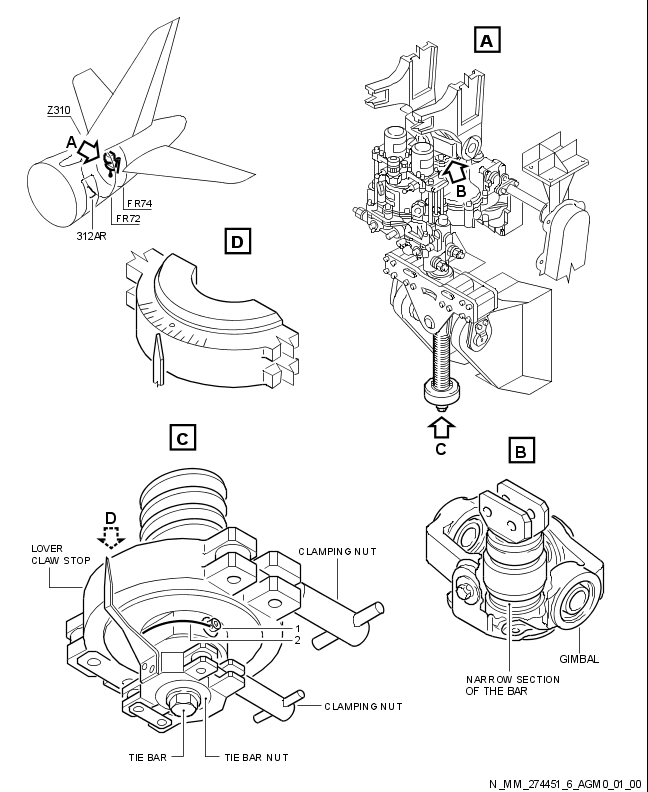 A
Z310
A
B
FR74
FR72
312AR
D
C
C
B
D
LOVER
CLAW STOP
CLAMPING NUT
1
2
GIMBAL
NARROW SECTION
OF THE BAR
CLAMPING NUT
TIE BAR
TIE BAR NUT
N_MM_274451_6_AGM0_01_00